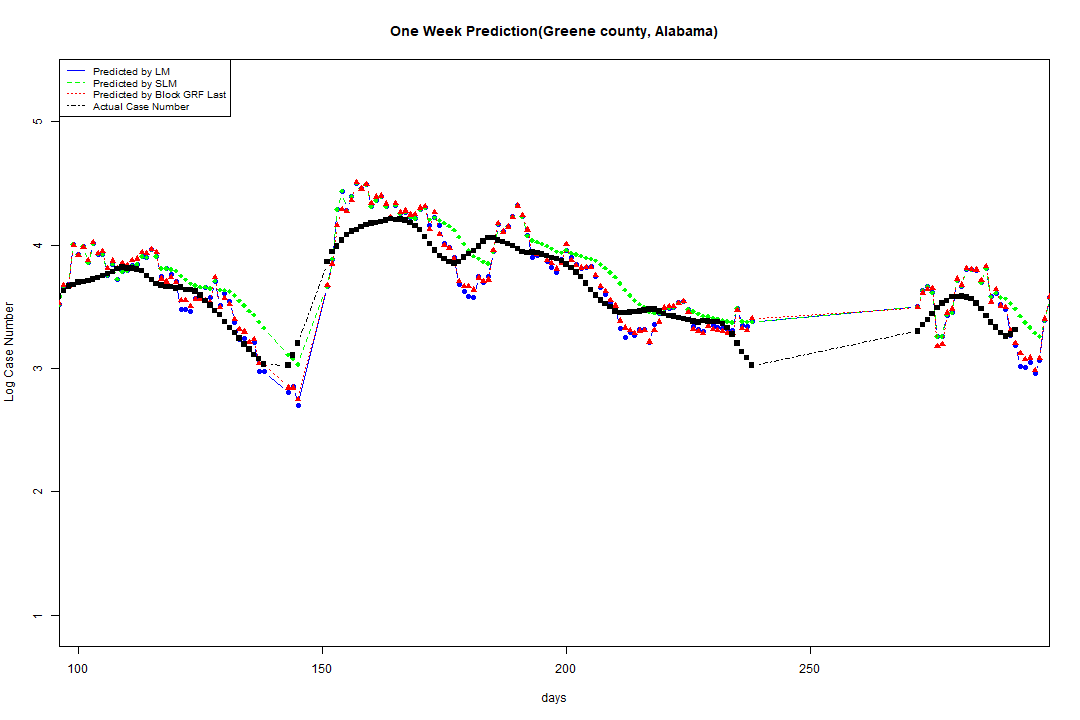 One Week Prediction(Greene county, Alabama)
Predicted by LM
Predicted by SLM
Predicted by Block GRF Last
Actual Case Number
Log Case Number
5
4
3
2
1
100 150 200 250
days